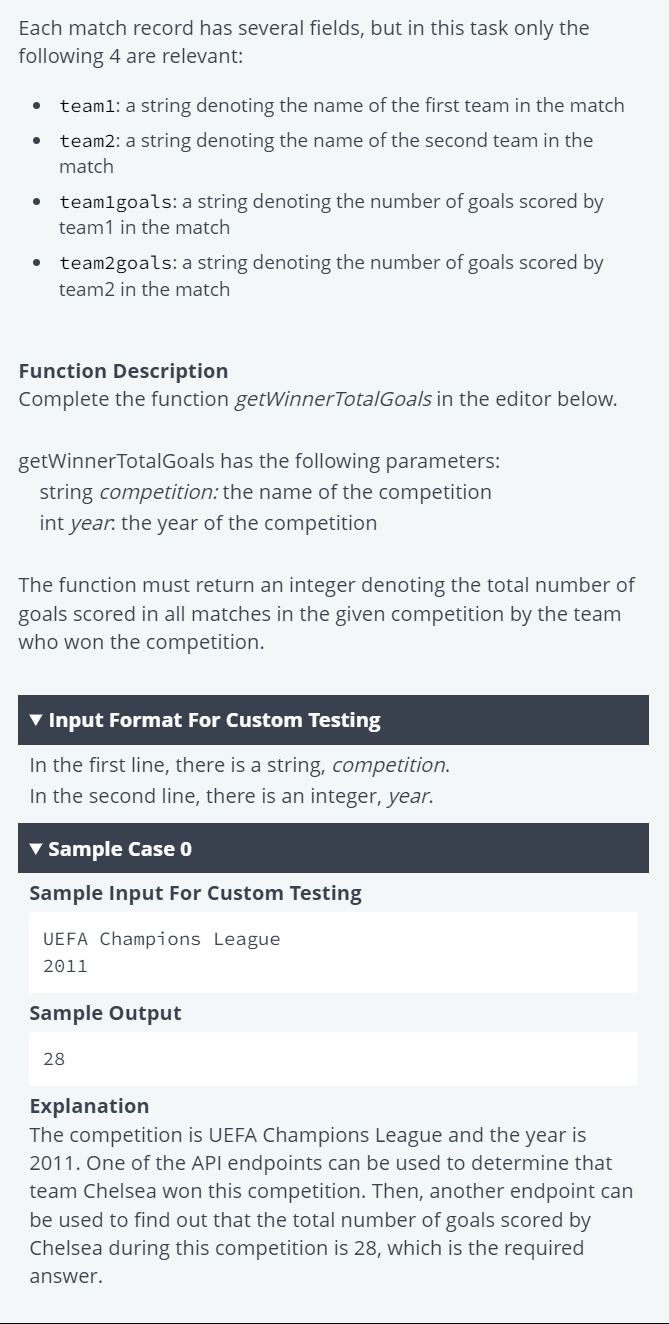 Each match record has several fields, but in this task only the
following 4 are relevant:
• team1: a string denoting the name of the first team in the match
• team2: a string denoting the name of the second team in the
match
• team1goals: a string denoting the number of goals scored by
team1 in the match
• team2goals: a string denoting the number of goals scored by
team2 in the match
Function Description
Complete the function getWinnerTotalGoals in the editor below.
getWinnerTotalGoals has the following parameters:
string competition: the name of the competition
int year: the year of the competition
The function must return an integer denoting the total number of
goals scored in all matches in the given competition by the team
who won the competition.
▼ Input Format For Custom Testing
In the first line, there is a string, competition.
In the second line, there is an integer, year.
▼ Sample Case 0
Sample Input For Custom Testing
UEFA Champions League
2011
Sample Output
28
Explanation
The competition is UEFA Champions League and the year is
2011. One of the API endpoints can be used to determine that
team Chelsea won this competition. Then, another endpoint can
be used to find out that the total number of goals scored by
Chelsea during this competition is 28, which is the required
answer.